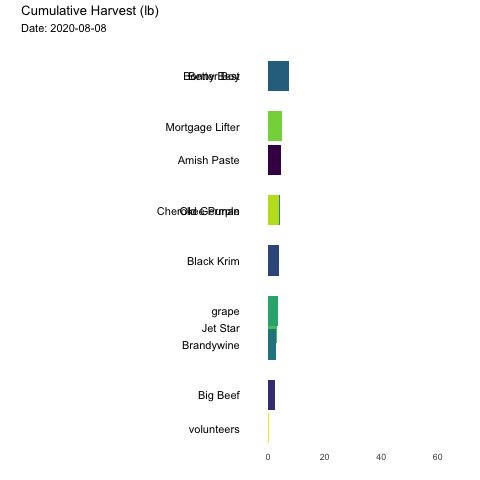 Cumulative Harvest (lb)
Date: 2020-08-08
Mortgage Lifter
Amish Paste
Black Krim
grape
Jet Star
Brandywine
Big Beef
volunteers
0 20 40 60